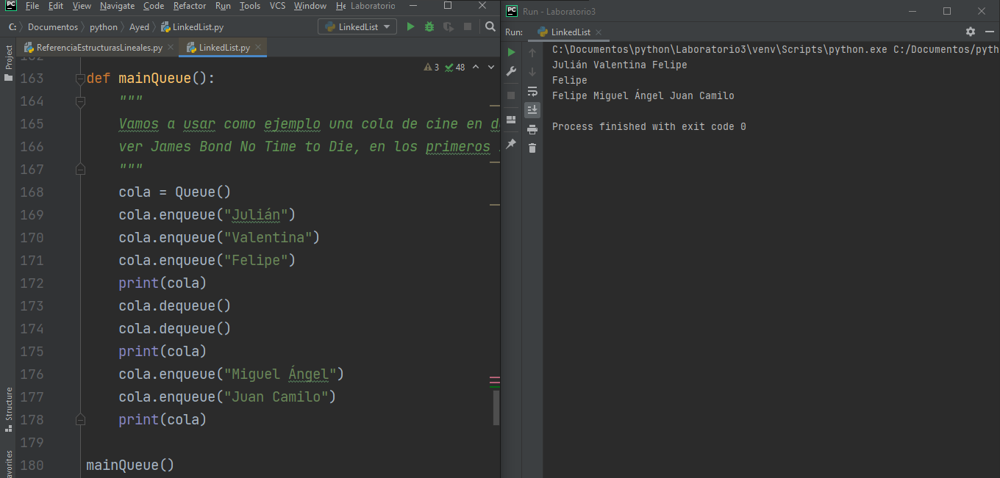 PC File Edit View Navigate Code Refactor Run Tools VCS Window He Laboratorio
C: Documentos python Ayed LinkedList.py LinkedList
ReferenciaEstructurasLineales.py LinkedList.py
Project
3 48
163 def mainQueue():
164 """
165 Vamos a usar como ejemplo una cola de cine en
166 ver James Bond No Time to Die, en los primeros
167 """
168 cola = Queue()
169 cola.enqueue("Julián")
170 cola.enqueue("Valentina")
171 cola.enqueue("Felipe")
172 print(cola)
173 cola.dequeue()
174 cola.dequeue()
175 print(cola)
176 cola.enqueue("Miguel Ángel")
177 cola.enqueue("Juan Camilo")
178 print(cola)
179
180 mainQueue()
Structure
avorites
PC Run - Laboratorio3
Run: LinkedList
C:\Documentos\python\Laboratorio3\venv\Scripts\python.exe C:/Documentos/pyth
Julián Valentina Felipe
Felipe
Felipe Miguel Ángel Juan Camilo
Process finished with exit code 0